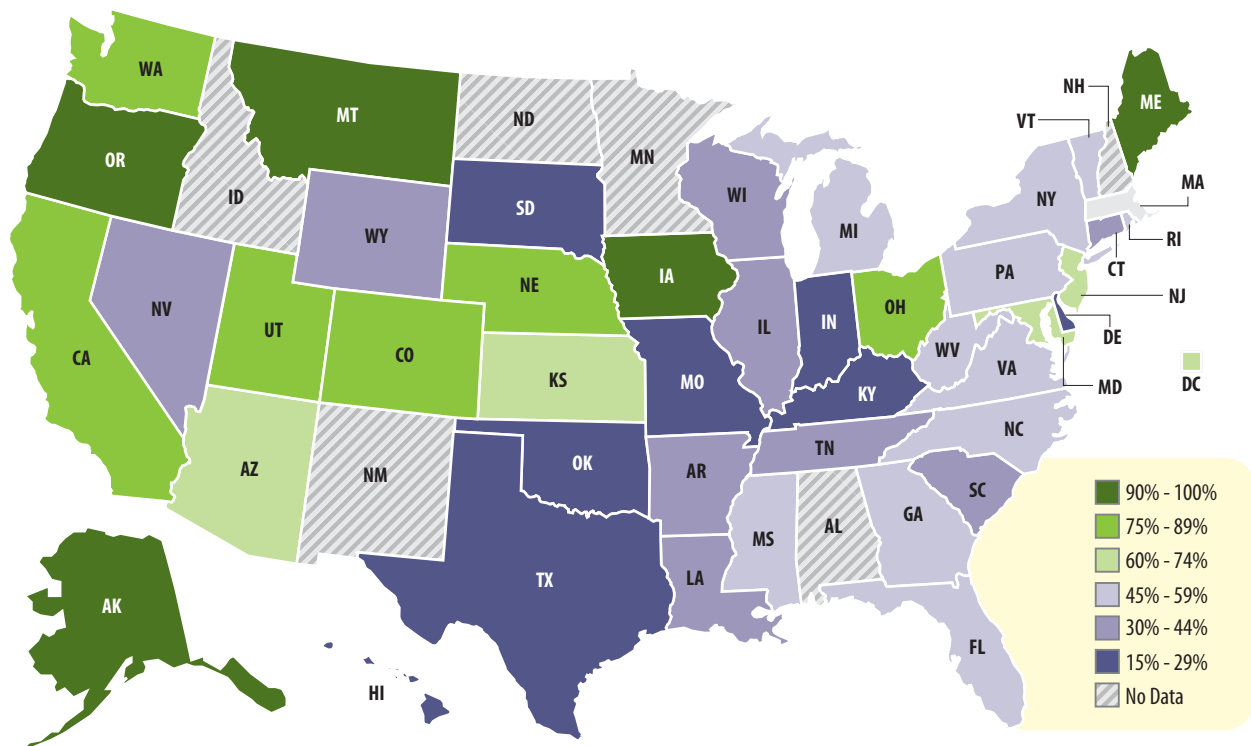 WA
MT
ND
MN
OR
ID
SD
WI
MI
NH
VT
ME
NY
MA
RI
CT
WY
NE
IA
PA
NJ
NV
UT
CO
IL
IN
OH
DE
CA
KS
MO
WV
VA
MD
DC
KY
AZ
NM
OK
AR
TN
NC
SC
TX
LA
MS
AL
GA
FL
AK
HI
90% - 100%
75% - 89%
60% - 74%
45% - 59%
30% - 44%
15% - 29%
No Data